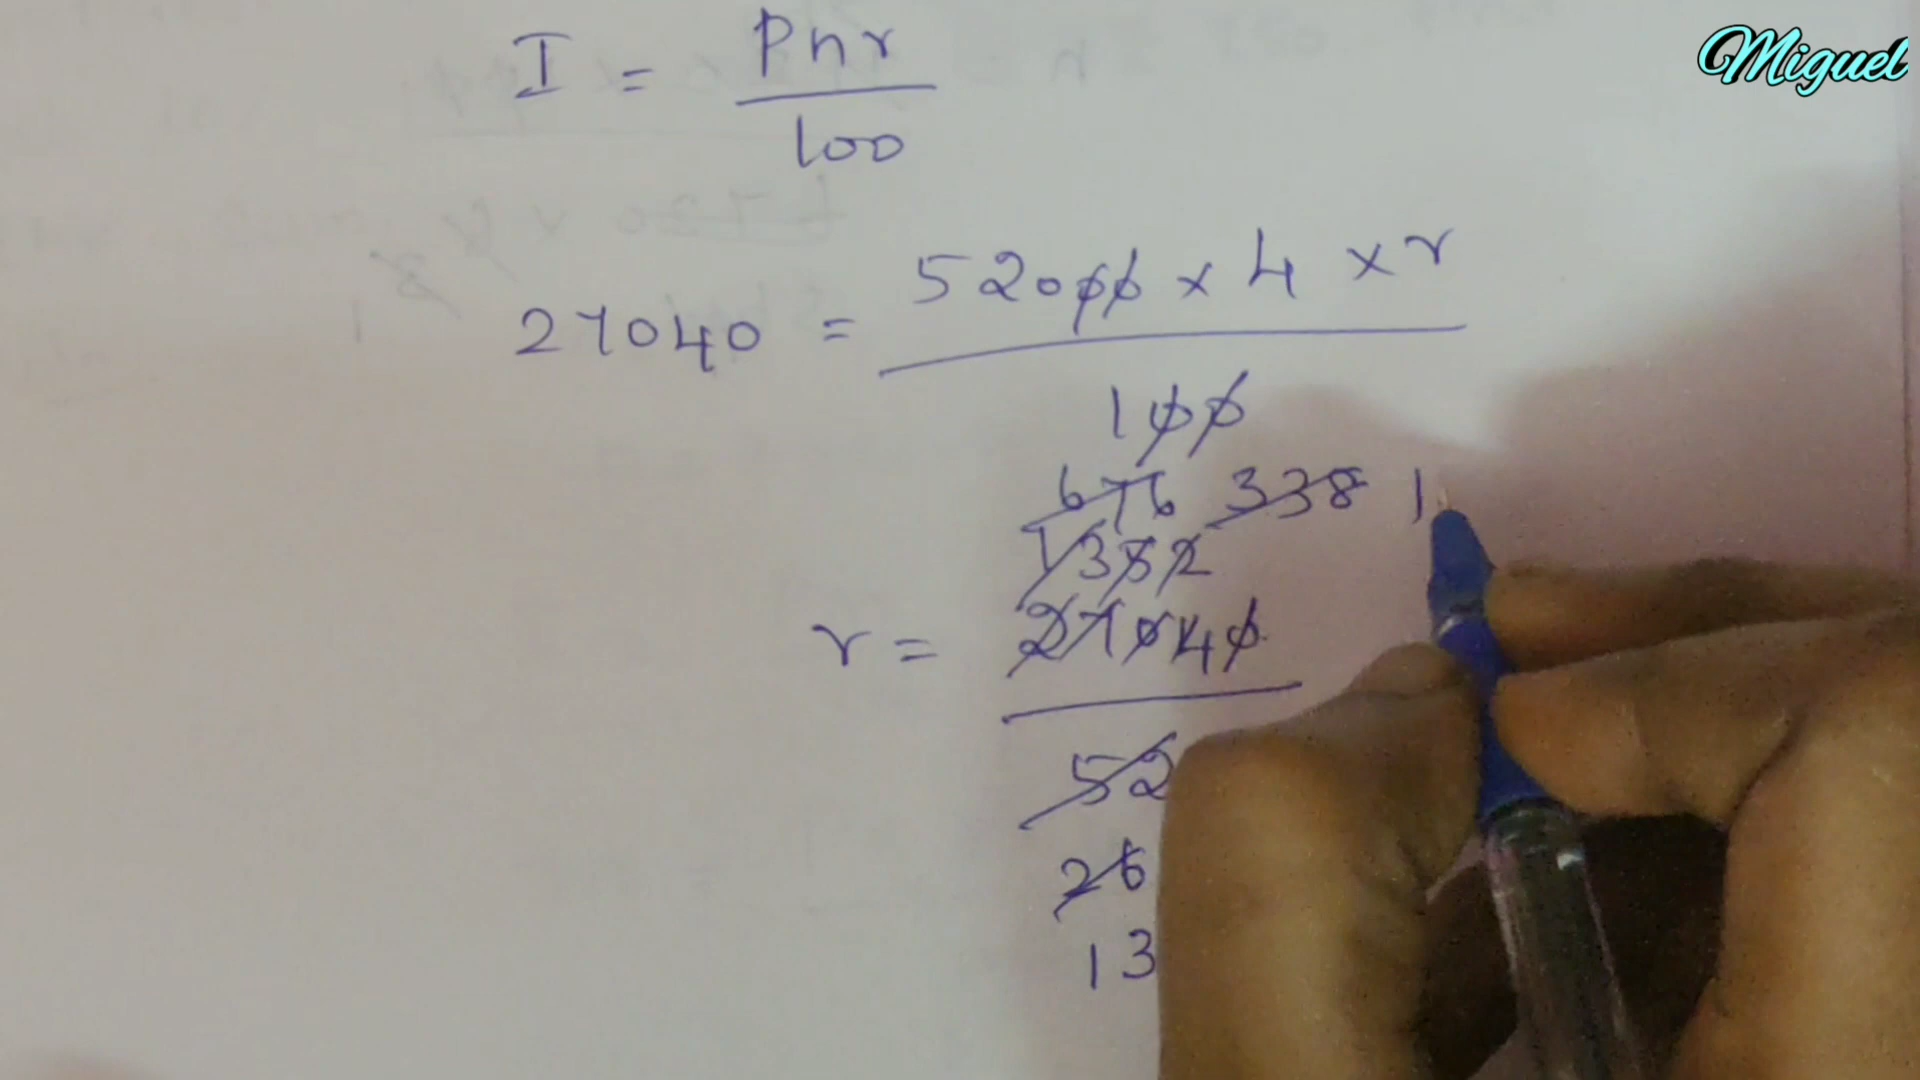 Miguel
I = Pnr
100
27040 = 52000 x 4 x r
100
676 338 1
1352
r = 27040
52
26
13